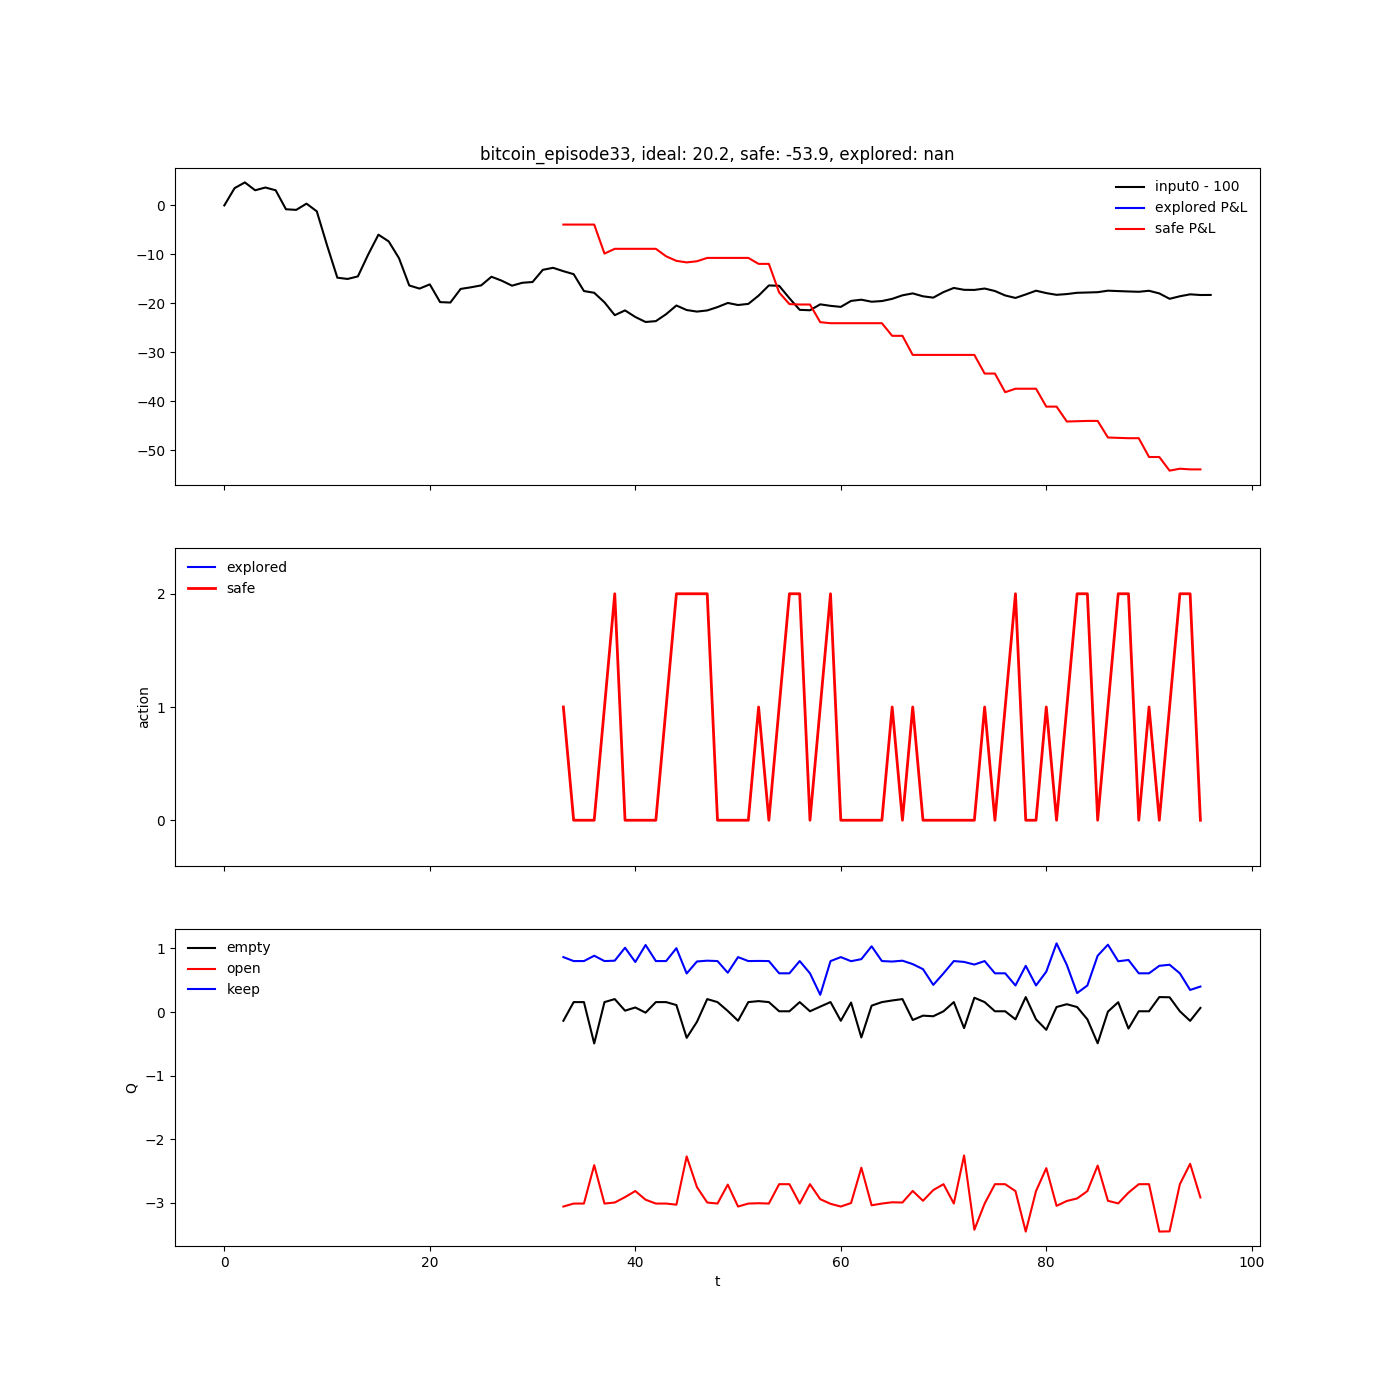 bitcoin_episode33, ideal: 20.2, safe: -53.9, explored: nan
input0 - 100
explored P&L
safe P&L
0
−10
−20
−30
−40
−50
explored
safe
2
1
0
action
empty
open
keep
1
0
−1
−2
−3
Q
0 20 40 60 80 100
t